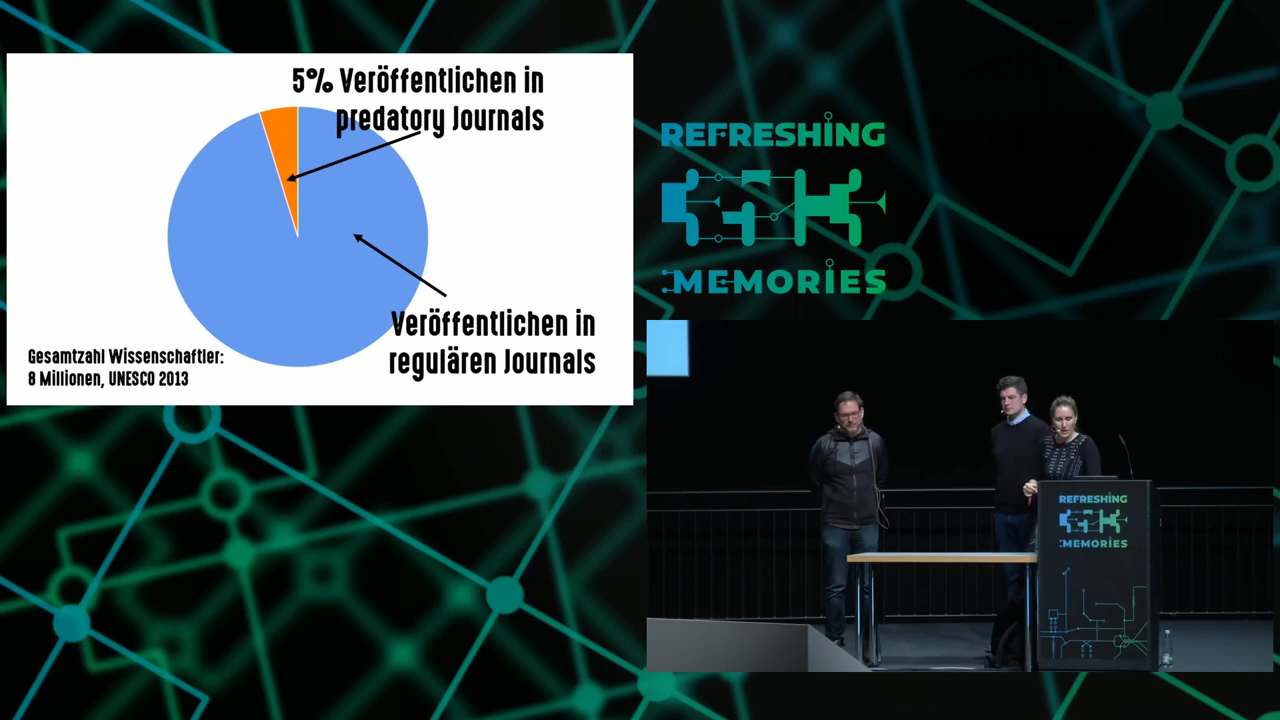 5% Veröffentlichen in
predatory Journals
Veröffentlichen in
regulären Journals
Gesamtzahl Wissenschaftler:
8 Millionen, UNESCO 2013
REFRESHING
MEMORIES
REFRESHING
MEMORIES